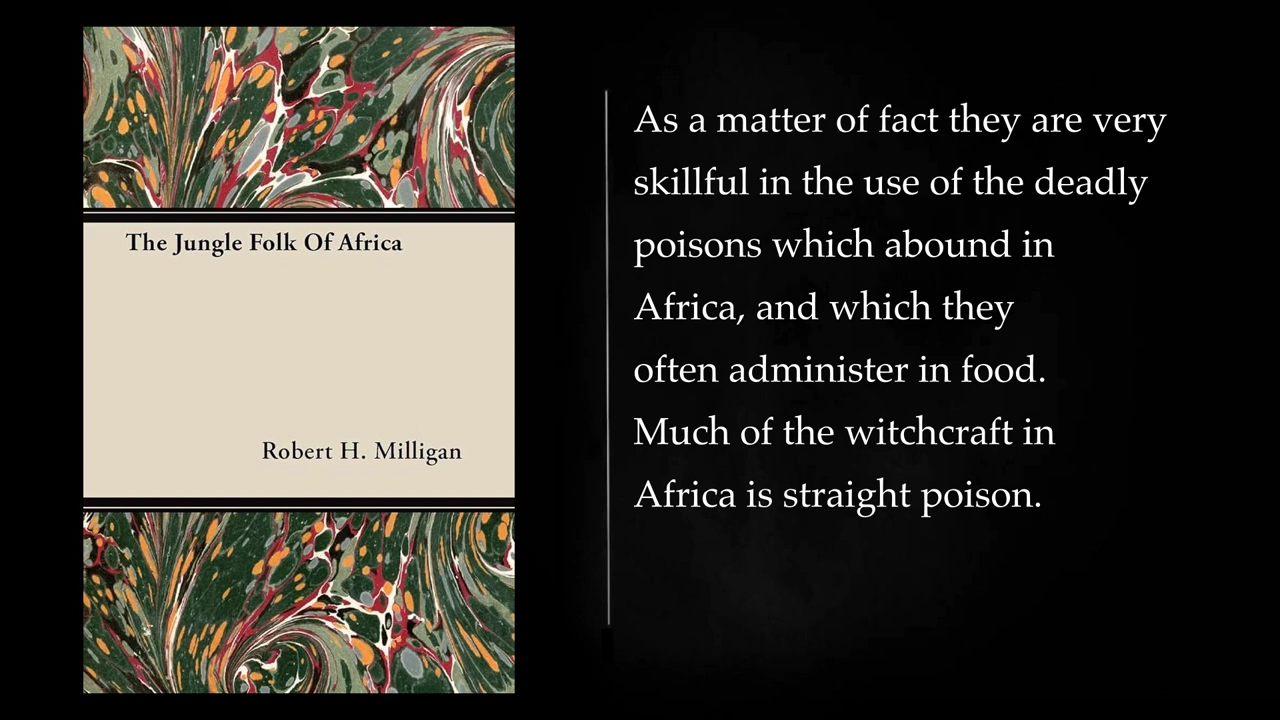 The Jungle Folk Of Africa
Robert H. Milligan
As a matter of fact they are very
skillful in the use of the deadly
poisons which abound in
Africa, and which they
often administer in food.
Much of the witchcraft in
Africa is straight poison.